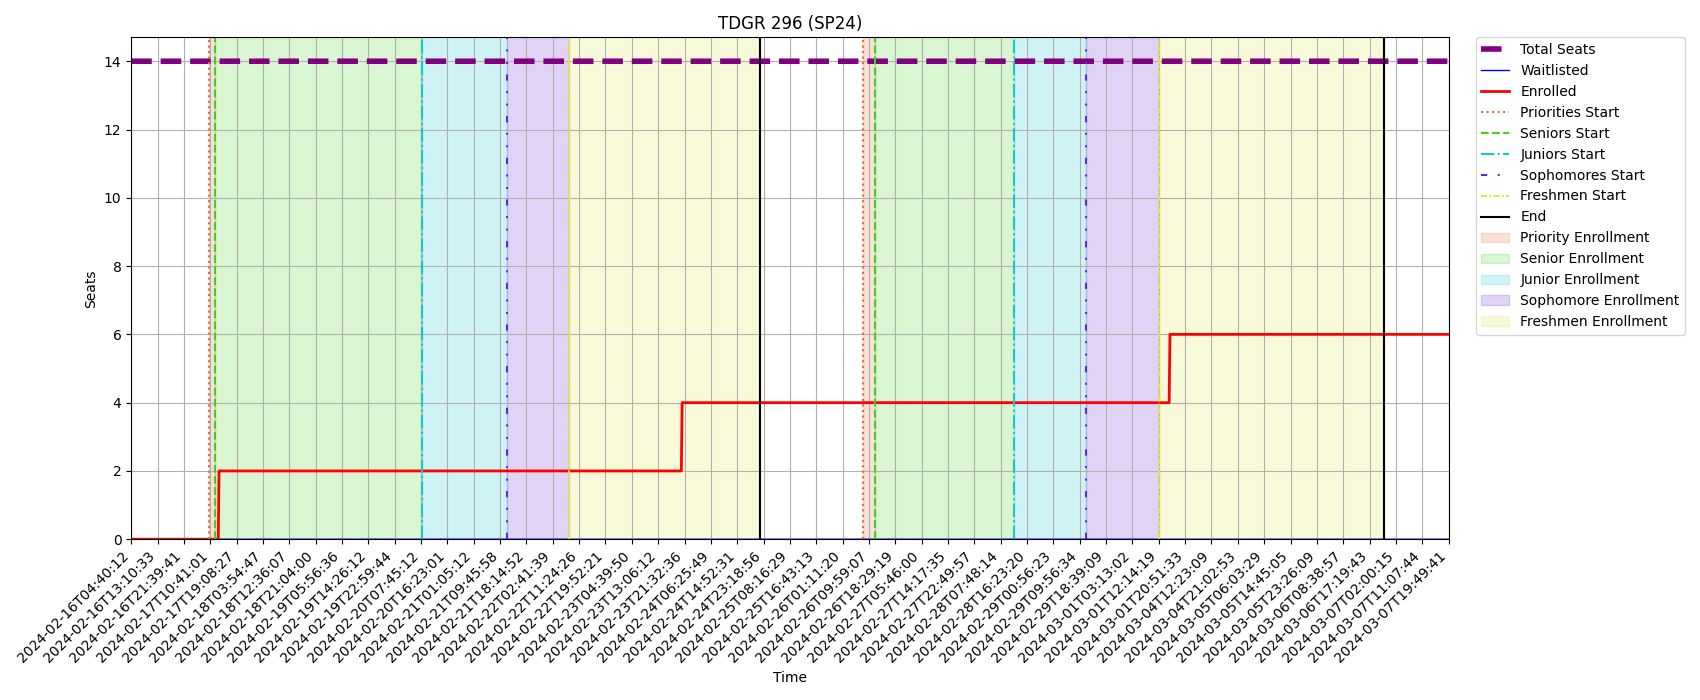 TDGR 296 (SP24)
Seats
14
12
10
8
6
4
2
0
2024-02-16T04:40:12
2024-02-16T13:10:33
2024-02-16T21:39:41
2024-02-17T10:41:01
2024-02-17T19:08:27
2024-02-18T03:54:47
2024-02-18T12:36:07
2024-02-18T21:04:00
2024-02-19T05:56:36
2024-02-19T14:26:12
2024-02-19T22:59:44
2024-02-20T07:45:12
2024-02-20T16:23:01
2024-02-21T01:05:12
2024-02-21T09:45:58
2024-02-21T18:14:52
2024-02-22T02:41:39
2024-02-22T11:24:26
2024-02-22T19:52:21
2024-02-23T04:39:50
2024-02-23T13:06:12
2024-02-23T21:32:36
2024-02-24T06:25:49
2024-02-24T14:52:31
2024-02-24T23:18:56
2024-02-25T08:16:29
2024-02-25T16:43:13
2024-02-26T01:11:20
2024-02-26T09:59:07
2024-02-26T18:29:19
2024-02-27T05:46:00
2024-02-27T14:17:35
2024-02-27T22:49:57
2024-02-28T07:48:14
2024-02-28T16:23:20
2024-02-29T00:56:23
2024-02-29T09:56:34
2024-02-29T18:39:09
2024-03-01T03:13:02
2024-03-01T12:14:19
2024-03-01T20:51:33
2024-03-04T12:23:09
2024-03-04T21:02:53
2024-03-05T06:03:29
2024-03-05T14:45:05
2024-03-05T23:26:09
2024-03-06T08:38:57
2024-03-06T17:19:43
2024-03-07T02:00:15
2024-03-07T11:07:44
2024-03-07T19:49:41
Time
Total Seats
Waitlisted
Enrolled
Priorities Start
Seniors Start
Juniors Start
Sophomores Start
Freshmen Start
End
Priority Enrollment
Senior Enrollment
Junior Enrollment
Sophomore Enrollment
Freshmen Enrollment